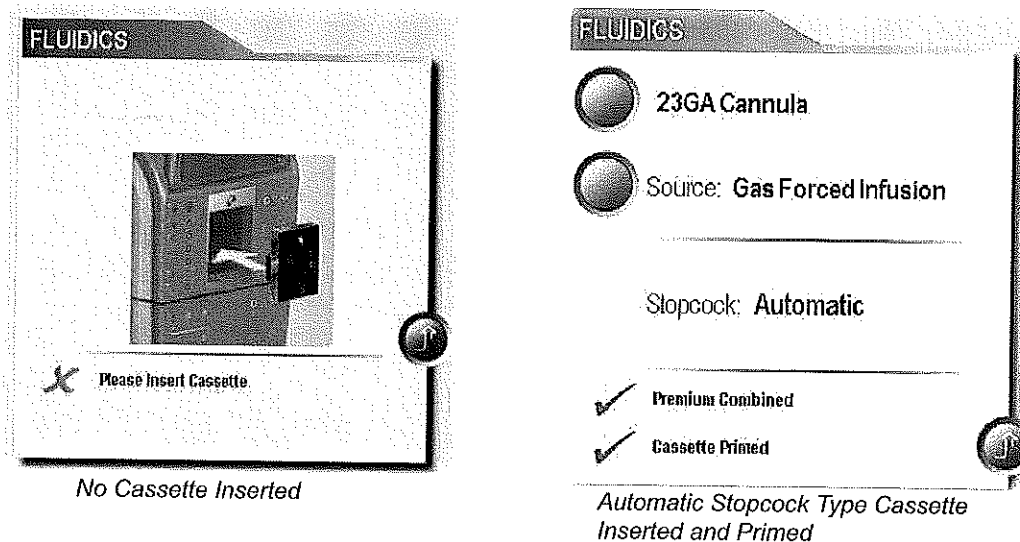 FLUIDICS
Please Insert Cassette.
No Cassette Inserted
FLUIDICS
23GA Cannula
Source: Gas Forced Infusion
Stopcock: Automatic
Premium Combined
Cassette Primed
Automatic Stopcock Type Cassette
Inserted and Primed